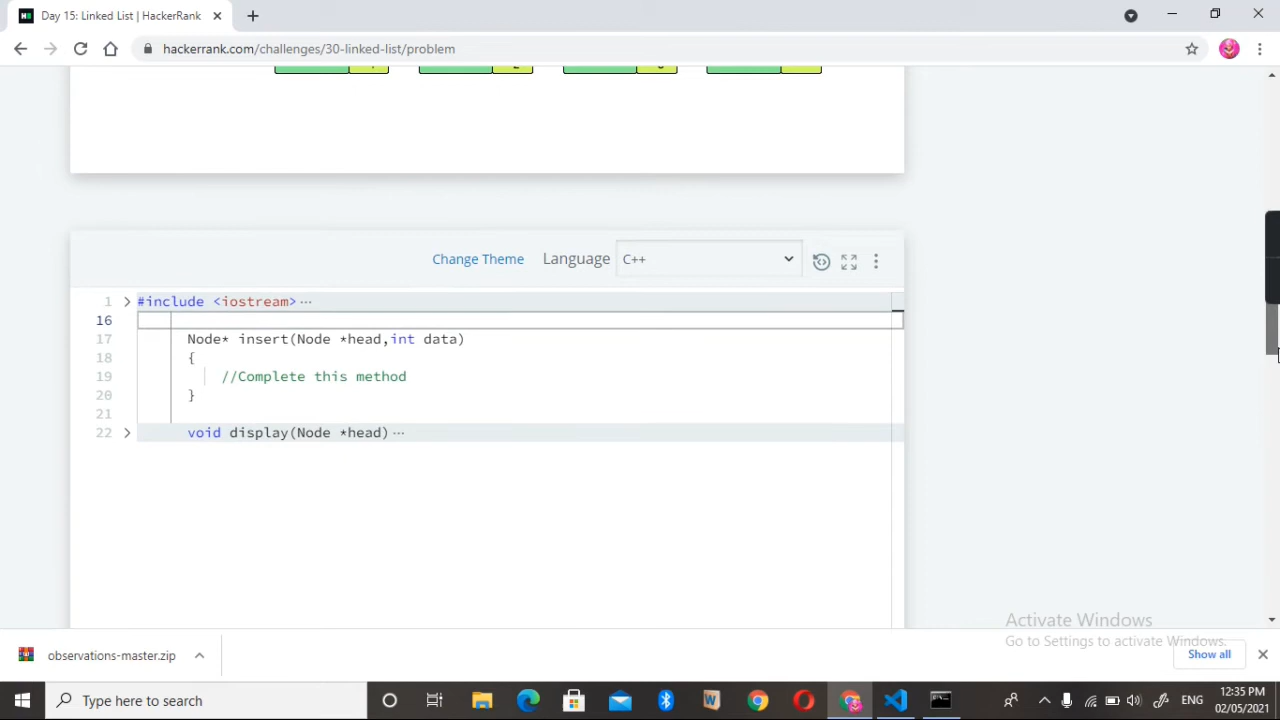 Day 15: Linked List | HackerRank
hackerrank.com/challenges/30-linked-list/problem
Change Theme Language C++
1 #include <iostream>
16
17 Node* insert(Node *head,int data)
18 {
19 //Complete this method
20 }
21
22 void display(Node *head)
Activate Windows
Go to Settings to activate Windows.
observations-master.zip
Show all
Type here to search
ENG
12:35 PM
02/05/2021